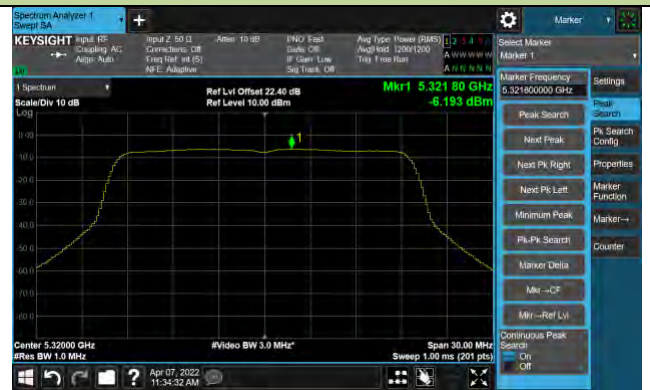 Spectrum Analyzer 1
Swept SA
Marker
KEYSIGHT
Input: RF
Coupling: AC
Align: Auto
Input Z: 50 Ω
Corrections: Off
Freq Ref: Int (S)
NFE: Adaptive
Atten: 10 dB
PNO: Fast
Gate: Off
IF Gain: Low
Sig Track: Off
Avg Type: Power (RMS)
Avg|Hold: 1200/1200
Trig: Free Run
1 2 3 4 5 6
A W W W W W
A N N N N N
Select Marker
Marker 1
1 Spectrum
Scale/Div 10 dB
Log
Ref Lvl Offset 22.40 dB
Ref Level 10.00 dBm
Mkr1 5.321 80 GHz
-6.193 dBm
Marker Frequency
5.321800000 GHz
Settings
Peak Search
Peak
Search
Next Peak
Pk Search
Config
Next Pk Right
Properties
Next Pk Left
Marker
Function
Minimum Peak
Marker→
Pk-Pk Search
Counter
Marker Delta
Mkr→CF
Mkr→Ref Lvl
Continuous Peak
Search
On
Off
0.00
-10.0
-20.0
-30.0
-40.0
-50.0
-60.0
-70.0
-80.0
1
Center 5.32000 GHz
#Res BW 1.0 MHz
#Video BW 3.0 MHz*
Span 30.00 MHz
Sweep 1.00 ms (201 pts)
?
Apr 07, 2022
11:34:32 AM